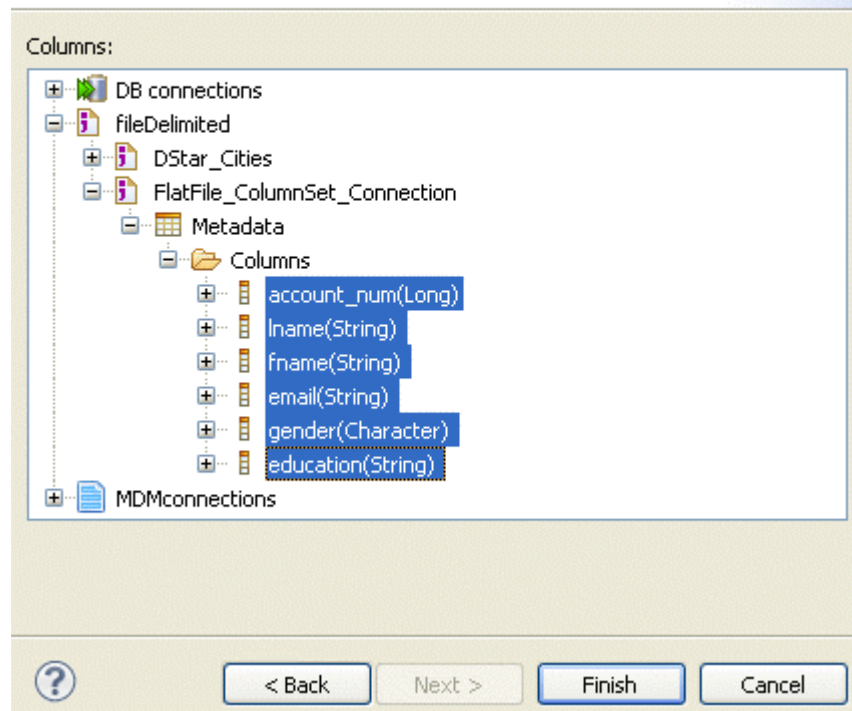 Columns:
DB connections
fileDelimited
DStar_Cities
FlatFile_ColumnSet_Connection
Metadata
Columns
account_num(Long)
lname(String)
fname(String)
email(String)
gender(Character)
education(String)
MDMconnections
? < Back Next > Finish Cancel